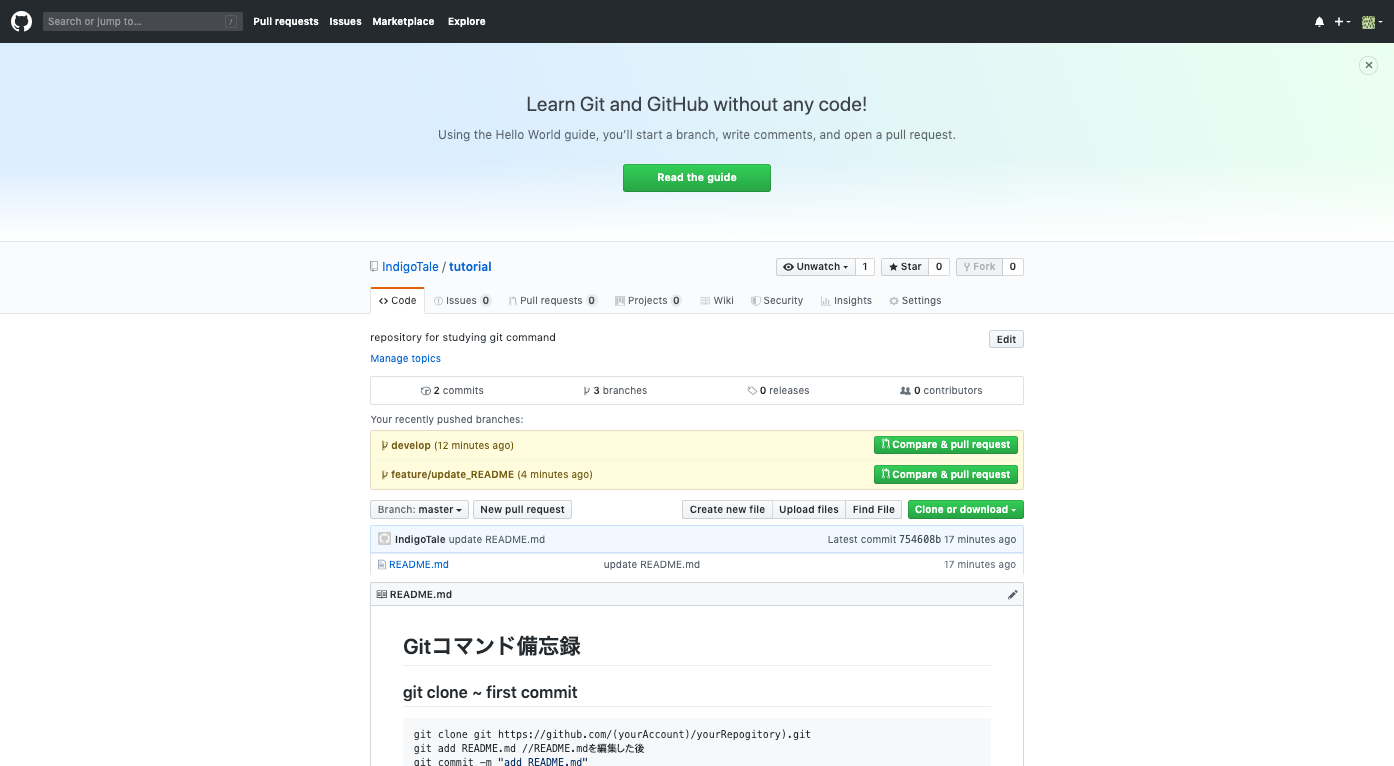 Search or jump to... /
Pull requests Issues Marketplace Explore
Learn Git and GitHub without any code!
Using the Hello World guide, you'll start a branch, write comments, and open a pull request.
Read the guide
IndigoTale / tutorial
Unwatch 1 Star 0 Fork 0
Code Issues 0 Pull requests 0 Projects 0 Wiki Security Insights Settings
repository for studying git command
Edit
Manage topics
2 commits 3 branches 0 releases 0 contributors
Your recently pushed branches:
develop (12 minutes ago) Compare & pull request
feature/update_README (4 minutes ago) Compare & pull request
Branch: master New pull request Create new file Upload files Find File Clone or download
IndigoTale update README.md Latest commit 754608b 17 minutes ago
README.md update README.md 17 minutes ago
README.md
Gitコマンド備忘録
git clone ~ first commit
git clone git https://github.com/(yourAccount)/yourRepogitory).git
git add README.md //README.mdを編集した後
git commit -m "add README.md"